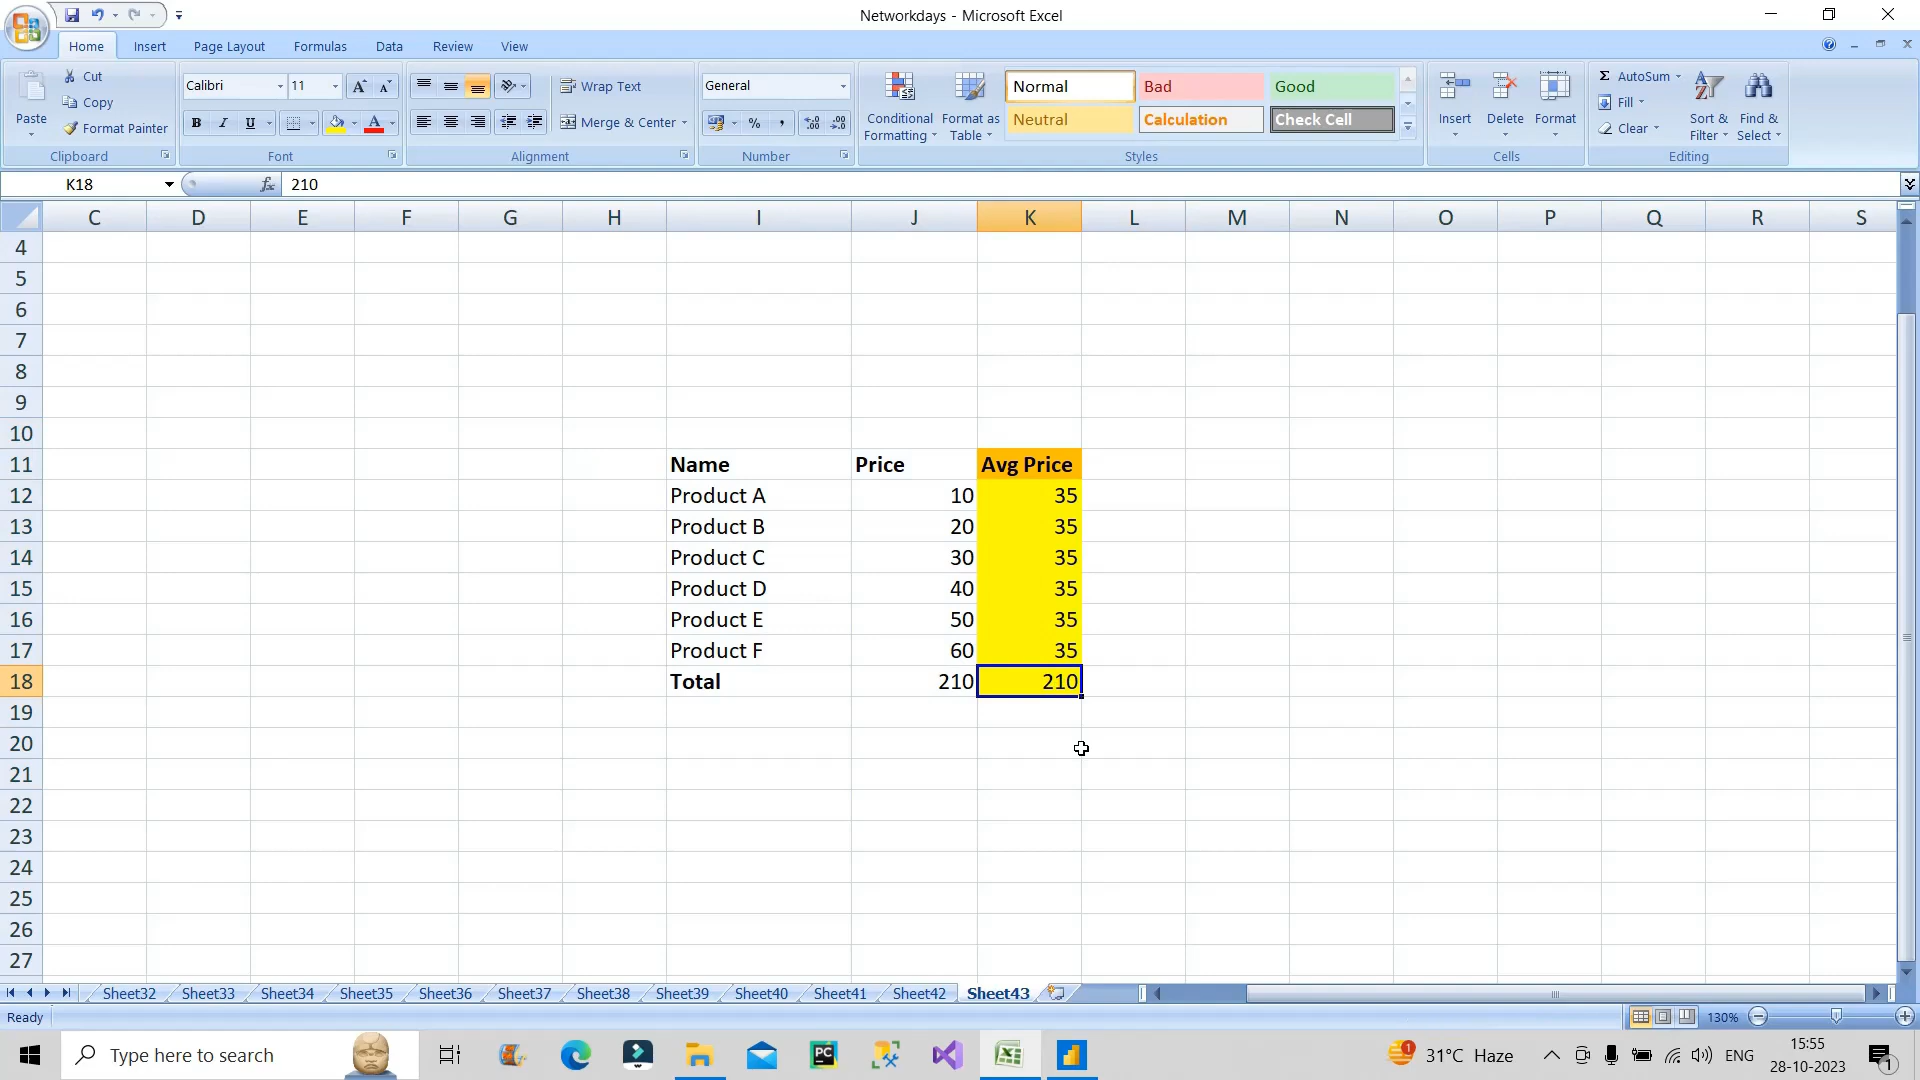 Networkdays - Microsoft Excel
Home Insert Page Layout Formulas Data Review View
Paste Cut Copy Format Painter Clipboard
Calibri 11 A A B I U A Font
Wrap Text Merge & Center Alignment
General % , Number
Conditional Formatting Format as Table Normal Bad Good Neutral Calculation Check Cell Styles
Insert Delete Format Cells
Σ AutoSum Fill Clear Sort & Filter Find & Select Editing
K18 fx 210
C D E F G H I J K L M N O P Q R S
4
5
6
7
8
9
10
11 Name Price Avg Price
12 Product A 10 35
13 Product B 20 35
14 Product C 30 35
15 Product D 40 35
16 Product E 50 35
17 Product F 60 35
18 Total 210 210
19
20
21
22
23
24
25
26
27
Sheet32 Sheet33 Sheet34 Sheet35 Sheet36 Sheet37 Sheet38 Sheet39 Sheet40 Sheet41 Sheet42 Sheet43
Ready 130%
Type here to search PC 1 31°C Haze ENG 15:55
28-10-2023 1